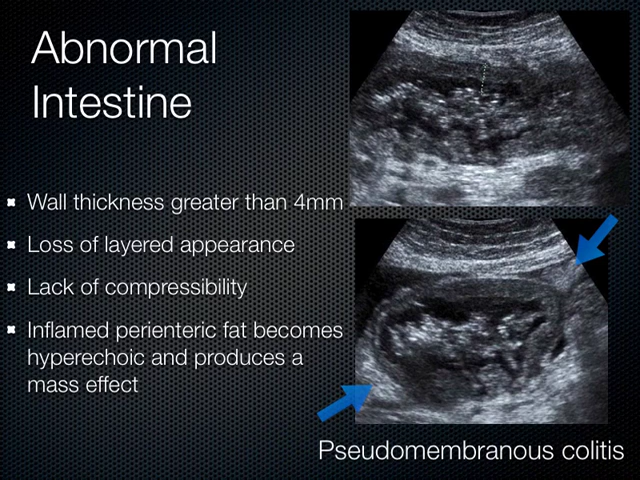 Abnormal
Intestine
Wall thickness greater than 4mm
Loss of layered appearance
Lack of compressibility
Inflamed perienteric fat becomes
hyperechoic and produces a
mass effect
Pseudomembranous colitis